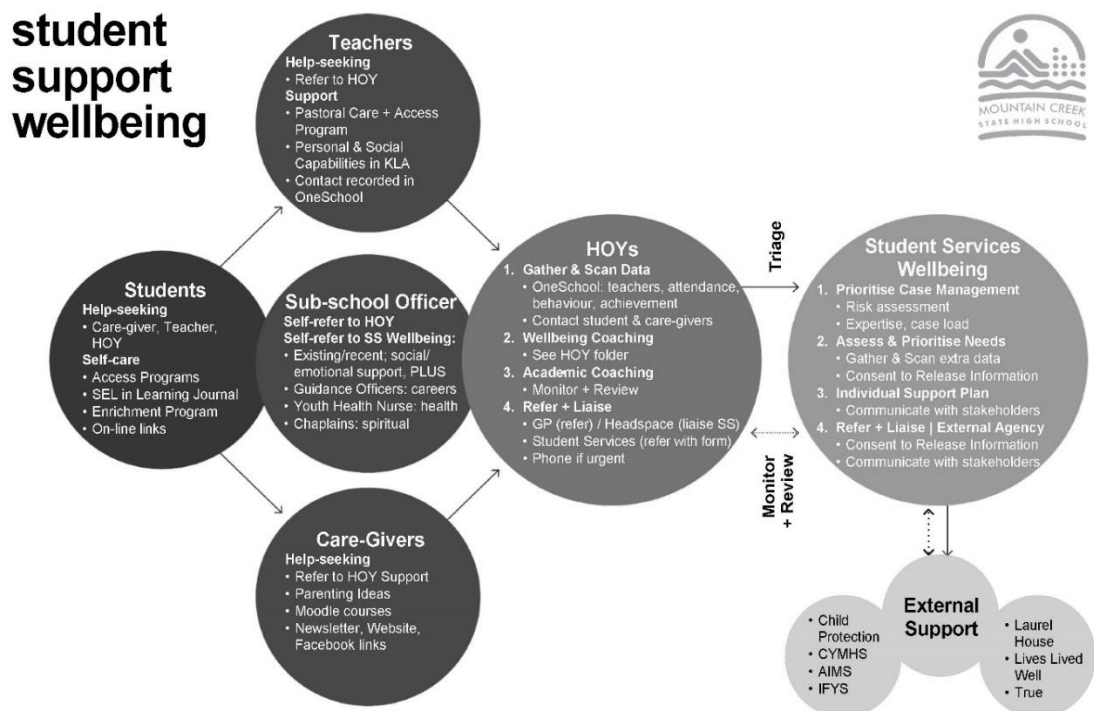 student
support
wellbeing
Teachers
Help-seeking
• Refer to HOY
Support
• Pastoral Care + Access
Program
• Personal & Social
Capabilities in KLA
• Contact recorded in
OneSchool
MOUNTAIN CREEK
STATE HIGH SCHOOL
Students
Help-seeking
• Care-giver, Teacher,
HOY
Self-care
• Access Programs
• SEL in Learning Journal
• Enrichment Program
• On-line links
Sub-school Officer
Self-refer to HOY
Self-refer to SS Wellbeing:
• Existing/recent; social/
emotional support, PLUS
• Guidance Officers: careers
• Youth Health Nurse: health
• Chaplains: spiritual
Care-Givers
Help-seeking
• Refer to HOY Support
• Parenting Ideas
• Moodle courses
• Newsletter, Website,
Facebook links
HOYs
1. Gather & Scan Data
• OneSchool: teachers, attendance,
behaviour, achievement
• Contact student & care-givers
2. Wellbeing Coaching
• See HOY folder
3. Academic Coaching
• Monitor + Review
4. Refer + Liaise
• GP (refer) / Headspace (liaise SS)
• Student Services (refer with form)
• Phone if urgent
Triage
Monitor
+ Review
Student Services
Wellbeing
1. Prioritise Case Management
• Risk assessment
• Expertise, case load
2. Assess & Prioritise Needs
• Gather & Scan extra data
• Consent to Release Information
3. Individual Support Plan
• Communicate with stakeholders
4. Refer + Liaise | External Agency
• Consent to Release Information
• Communicate with stakeholders
External
Support
• Child
Protection
• CYMHS
• AIMS
• IFYS
• Laurel
House
• Lives Lived
Well
• True